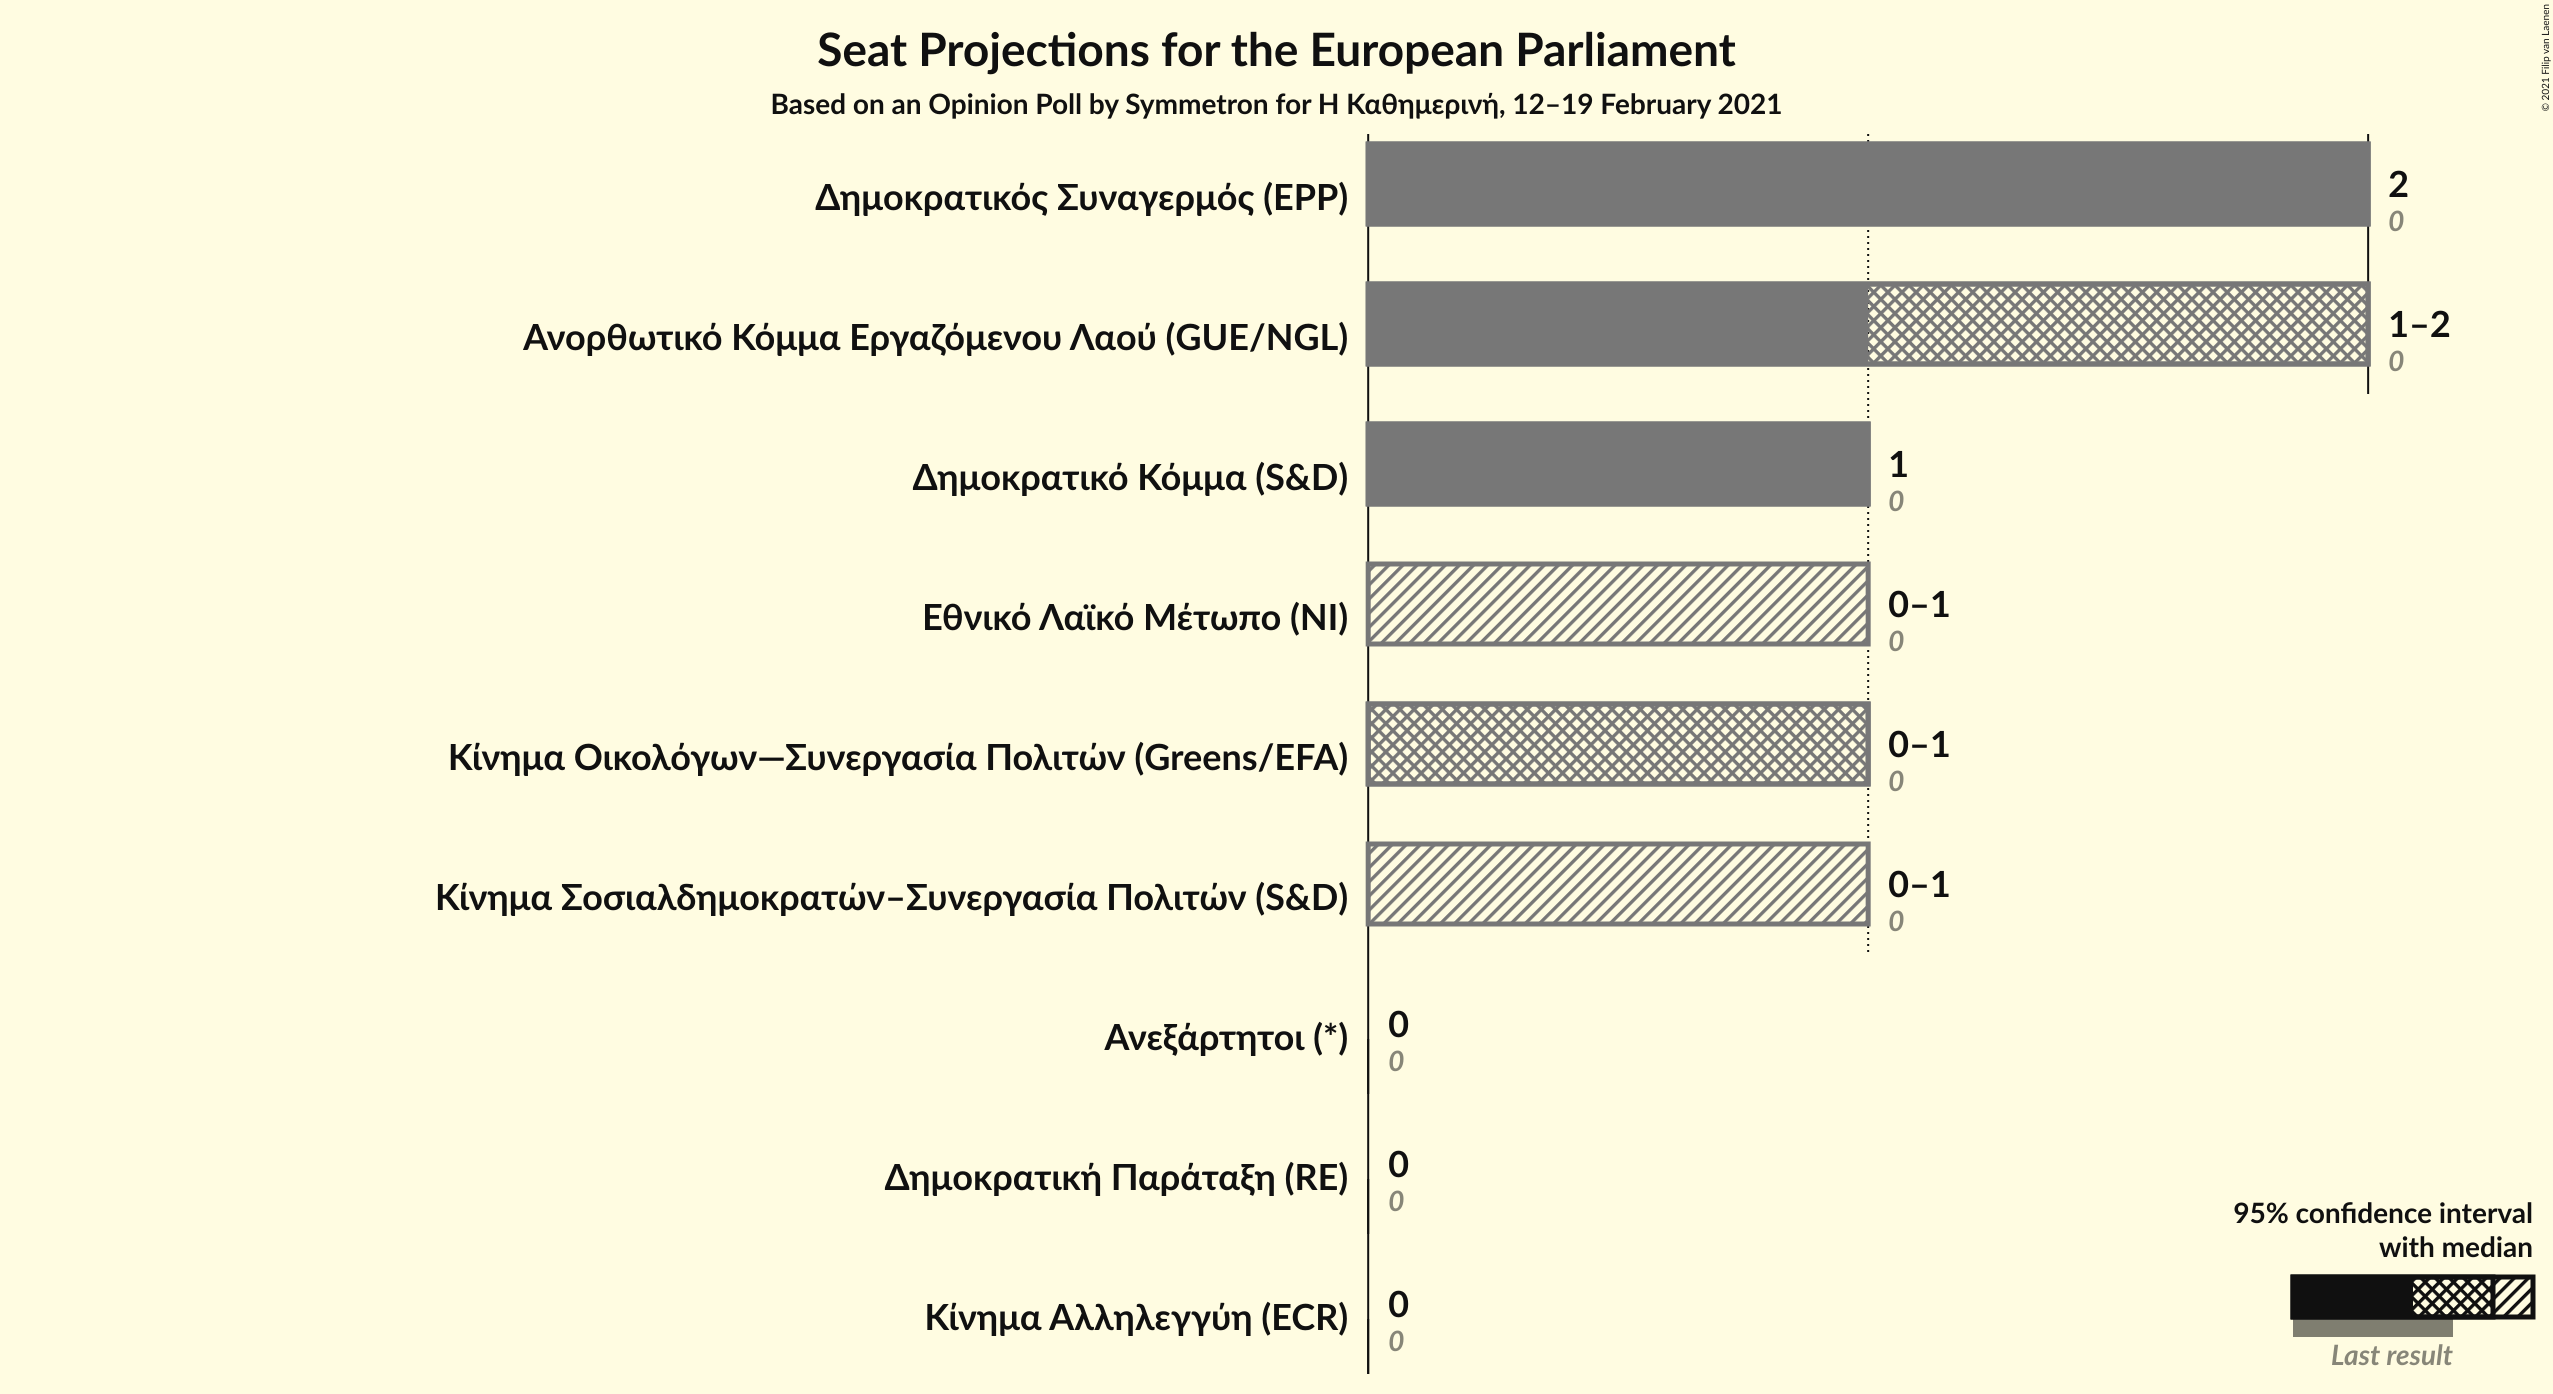 Seat Projections for the European Parliament
Based on an Opinion Poll by Symmetron for Η Καθημερινή, 12–19 February 2021
© 2021 Filip van Laenen
Δημοκρατικός Συναγερμός (EPP)
2
0
Ανορθωτικό Κόμμα Εργαζόμενου Λαού (GUE/NGL)
1–2
0
Δημοκρατικό Κόμμα (S&D)
1
0
Εθνικό Λαϊκό Μέτωπο (NI)
0–1
0
Κίνημα Οικολόγων—Συνεργασία Πολιτών (Greens/EFA)
0–1
0
Κίνημα Σοσιαλδημοκρατών–Συνεργασία Πολιτών (S&D)
0–1
0
Ανεξάρτητοι (*)
0
0
Δημοκρατική Παράταξη (RE)
0
0
Κίνημα Αλληλεγγύη (ECR)
0
0
95% confidence interval
with median
Last result